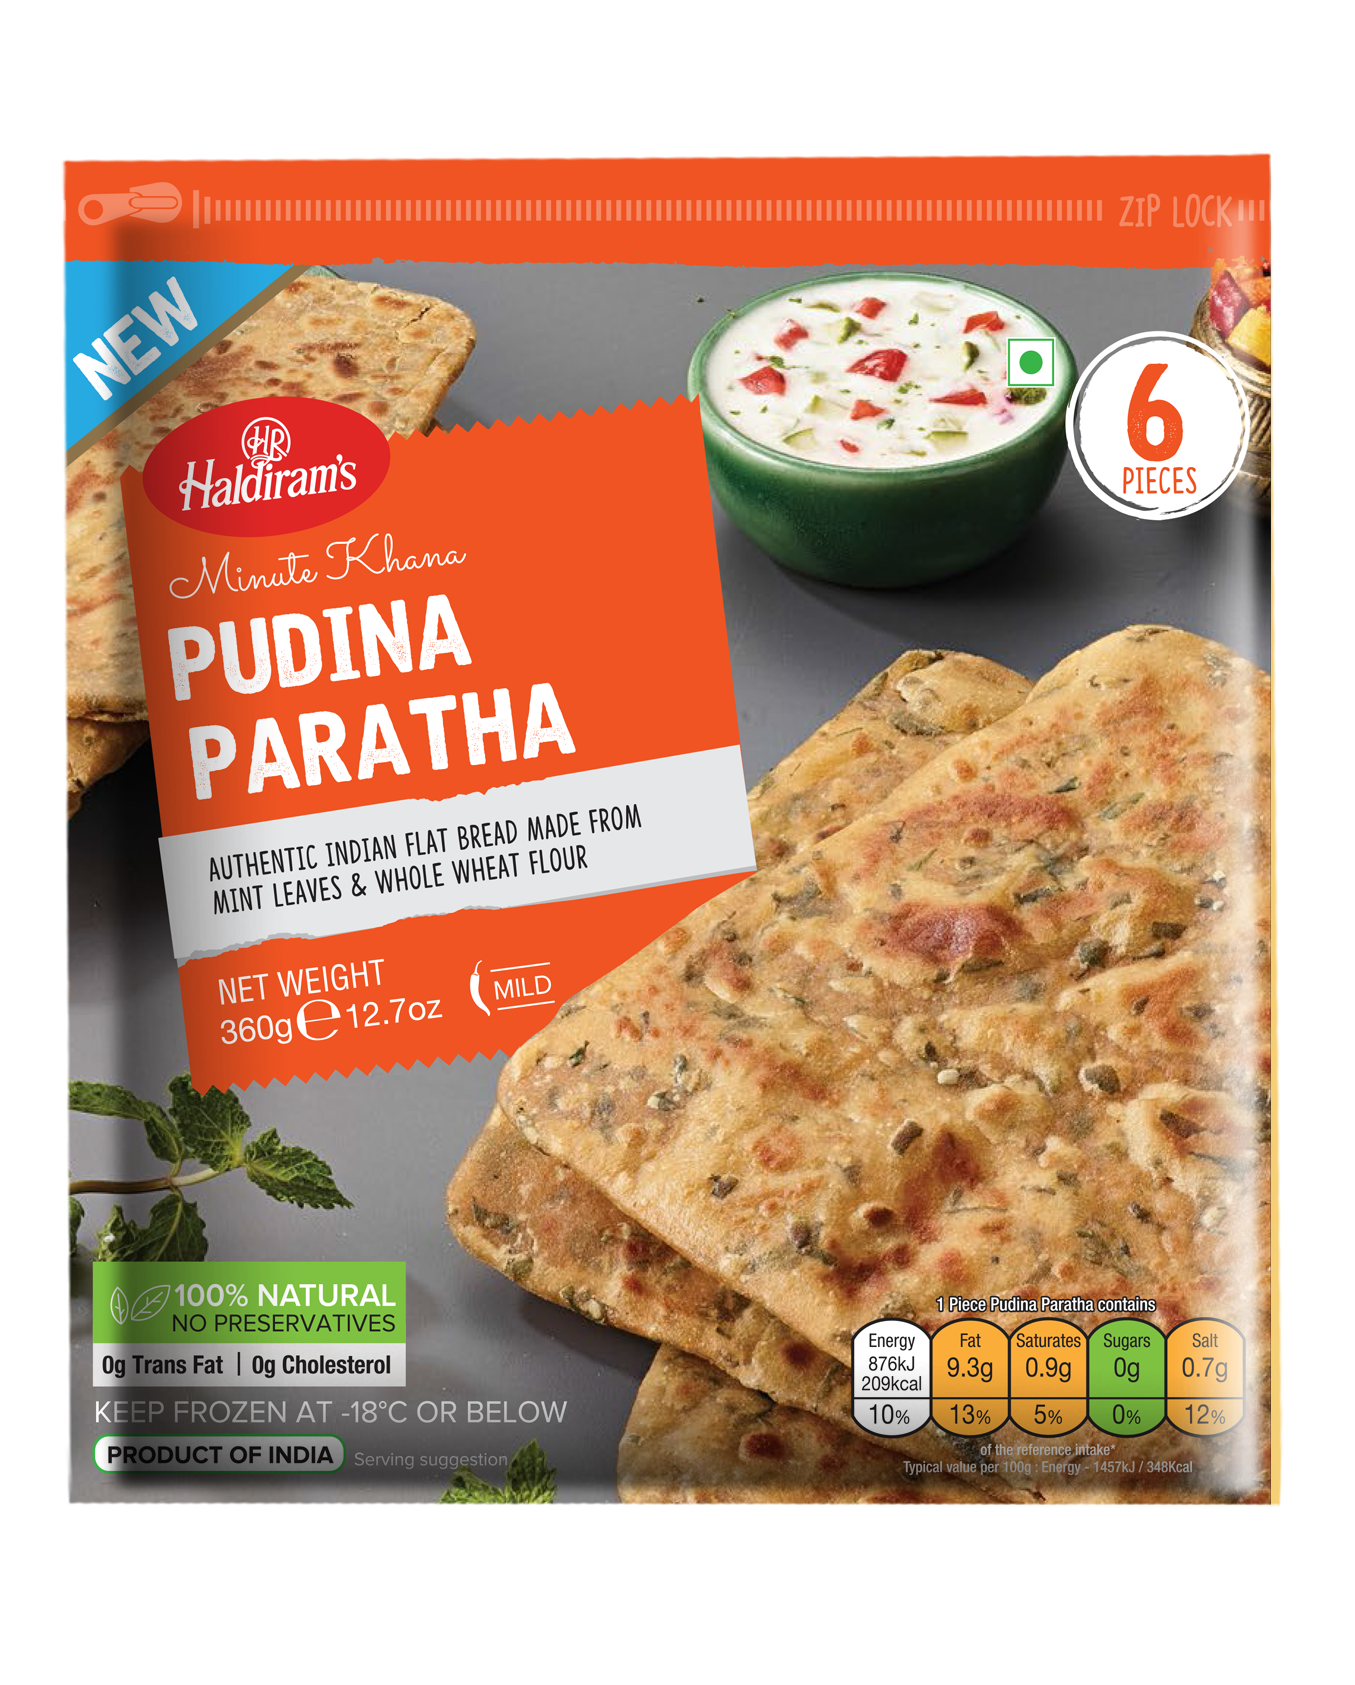 ZIP LOCK
NEW
HR
Haldiram's
6
PIECES
Minute Khana
PUDINA
PARATHA
AUTHENTIC INDIAN FLAT BREAD MADE FROM
MINT LEAVES & WHOLE WHEAT FLOUR
NET WEIGHT
360g℮12.7oz
MILD
100% NATURAL
NO PRESERVATIVES
0g Trans Fat | 0g Cholesterol
KEEP FROZEN AT -18°C OR BELOW
PRODUCT OF INDIA
Serving suggestion
1 Piece Pudina Paratha contains
Energy Fat Saturates Sugars Salt
876kJ
209kcal 9.3g 0.9g 0g 0.7g
10% 13% 5% 0% 12%
of the reference intake*
Typical value per 100g : Energy - 1457kJ / 348Kcal